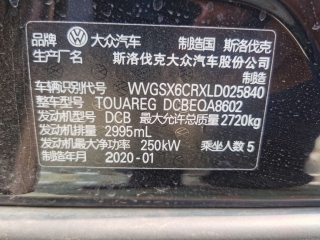 品牌 大众汽车 制造国 斯洛伐克
斯洛伐克大众汽车股份公司
制造
车辆识别代号 WVGSX6CRXLD025840
整车型号 TOUAREG DCBEQA8602
发动机型号 DCB 最大允许总质量 2720kg
发动机排量 2995mL
发动机最大净功率 250kW 乘坐人数 5
制造年月 2020-01